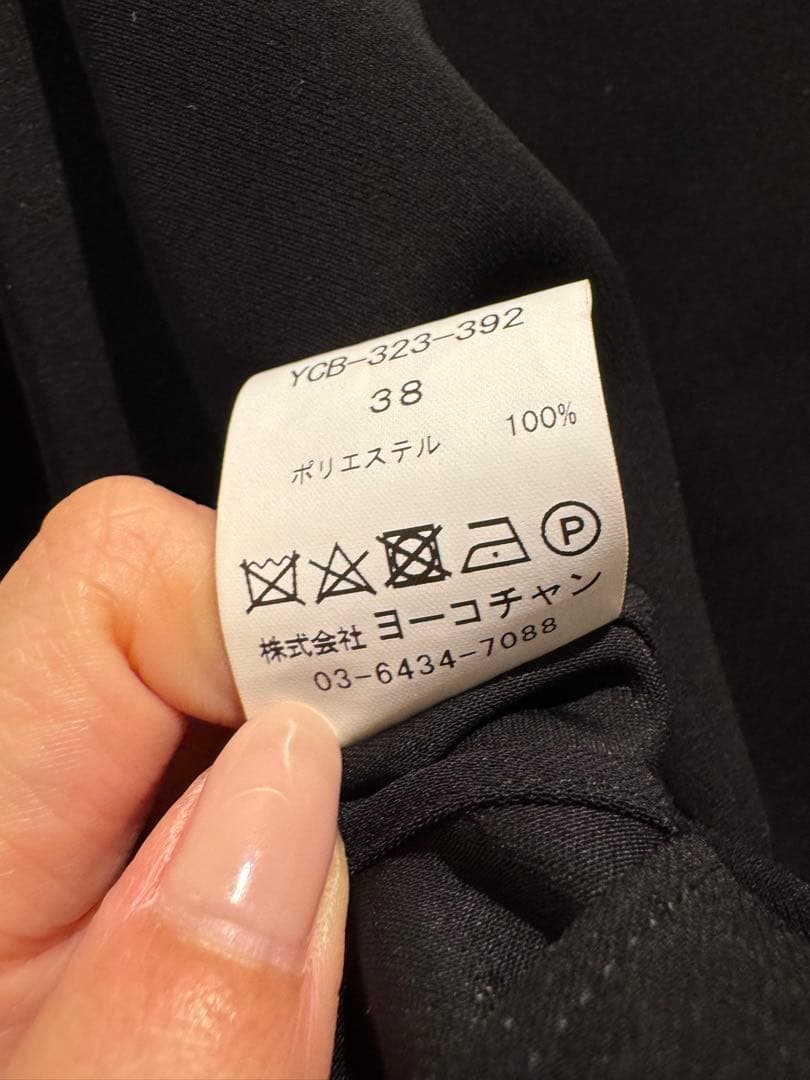 YCB-323-392
38
ポリエステル 100%
P
株式会社 ヨーコチャン
03-6434-7088